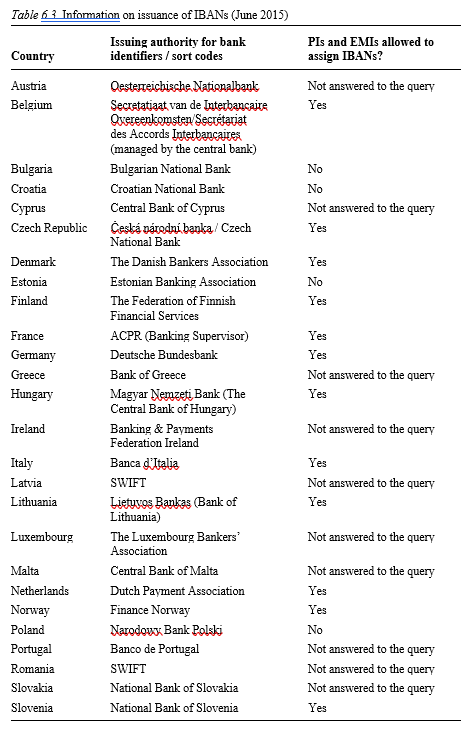 Table 6.3. Information on issuance of IBANs (June 2015)
Country Issuing authority for bank identifiers / sort codes PIs and EMIs allowed to assign IBANs?
Austria Oesterreichische Nationalbank Not answered to the query
Belgium Secretatiaat van de Interbancaire Yes
Overeenkomsten/Secrétariat
des Accords Interbancaires
(managed by the central bank)
Bulgaria Bulgarian National Bank No
Croatia Croatian National Bank No
Cyprus Central Bank of Cyprus Not answered to the query
Czech Republic Česká národní banka / Czech Yes
National Bank
Denmark The Danish Bankers Association Yes
Estonia Estonian Banking Association No
Finland The Federation of Finnish Yes
Financial Services
France ACPR (Banking Supervisor) Yes
Germany Deutsche Bundesbank Yes
Greece Bank of Greece Not answered to the query
Hungary Magyar Nemzeti Bank (The Yes
Central Bank of Hungary)
Ireland Banking & Payments Not answered to the query
Federation Ireland
Italy Banca d’Italia Yes
Latvia SWIFT Not answered to the query
Lithuania Lietuvos Bankas (Bank of Yes
Lithuania)
Luxembourg The Luxembourg Bankers’ Not answered to the query
Association
Malta Central Bank of Malta Not answered to the query
Netherlands Dutch Payment Association Yes
Norway Finance Norway Yes
Poland Narodowy Bank Polski No
Portugal Banco de Portugal Not answered to the query
Romania SWIFT Not answered to the query
Slovakia National Bank of Slovakia Not answered to the query
Slovenia National Bank of Slovenia Yes